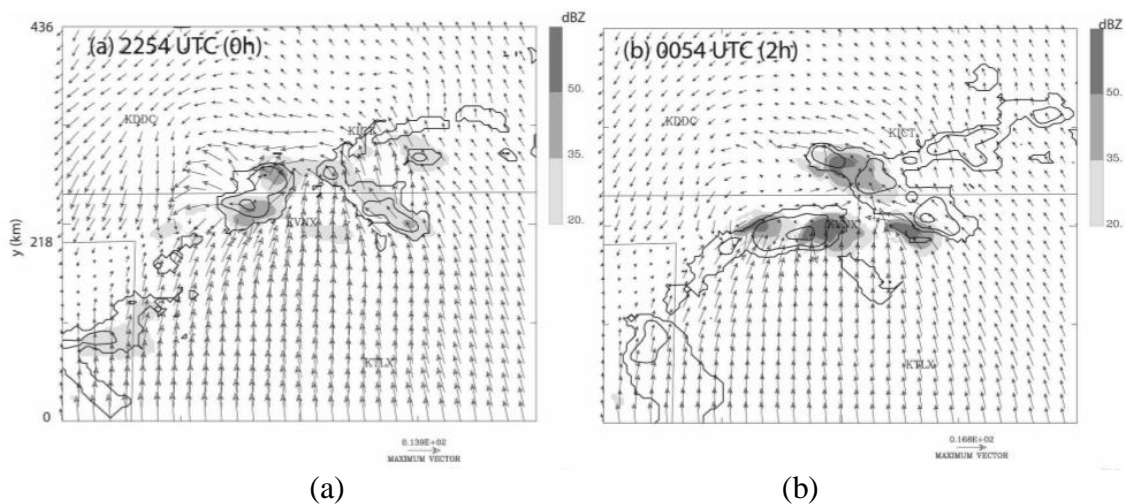 (a) 2254 UTC (0h)
dBZ
436
50.
35.
20.
KDDC
KICT
KVNX
218
y (km)
KTLX
0
0.139E+02
MAXIMUM VECTOR
(a)
(b) 0054 UTC (2h)
dBZ
50.
35.
20.
KDDC
KICT
KTLX
0.168E+02
MAXIMUM VECTOR
(b)